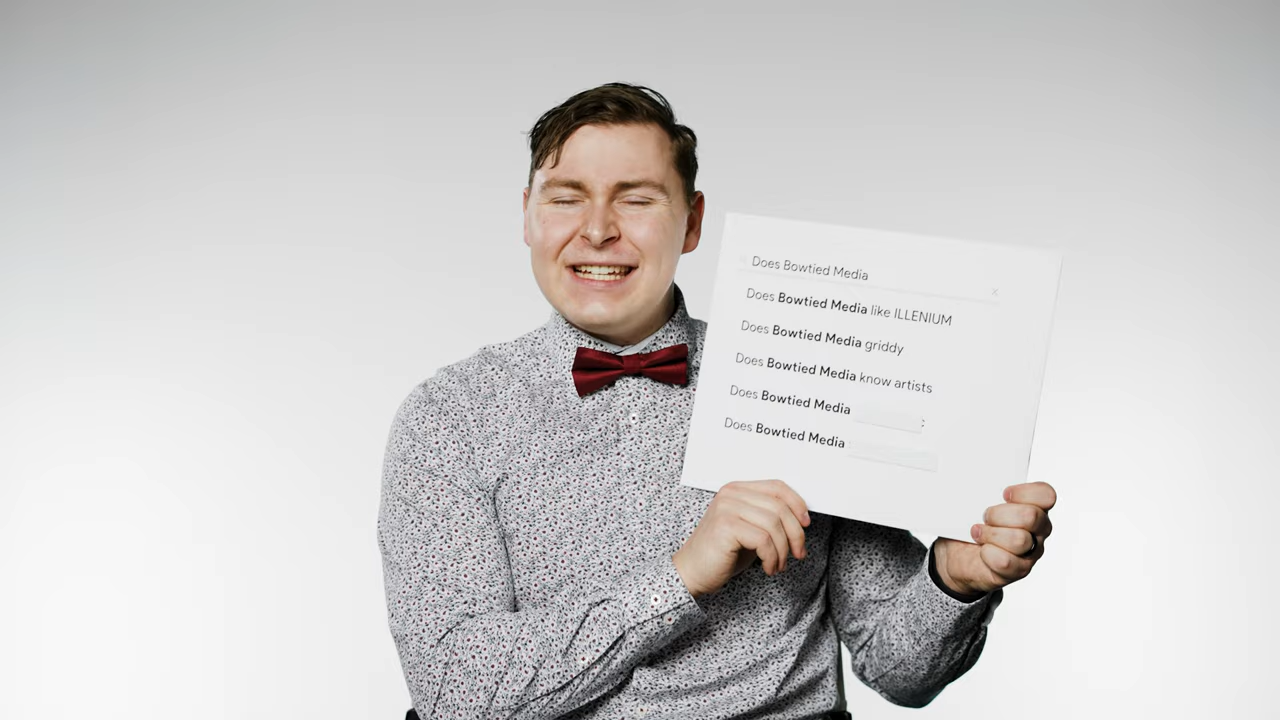 Does Bowtied Media
Does Bowtied Media like ILLENIUM
Does Bowtied Media griddy
Does Bowtied Media know artists
Does Bowtied Media
Does Bowtied Media